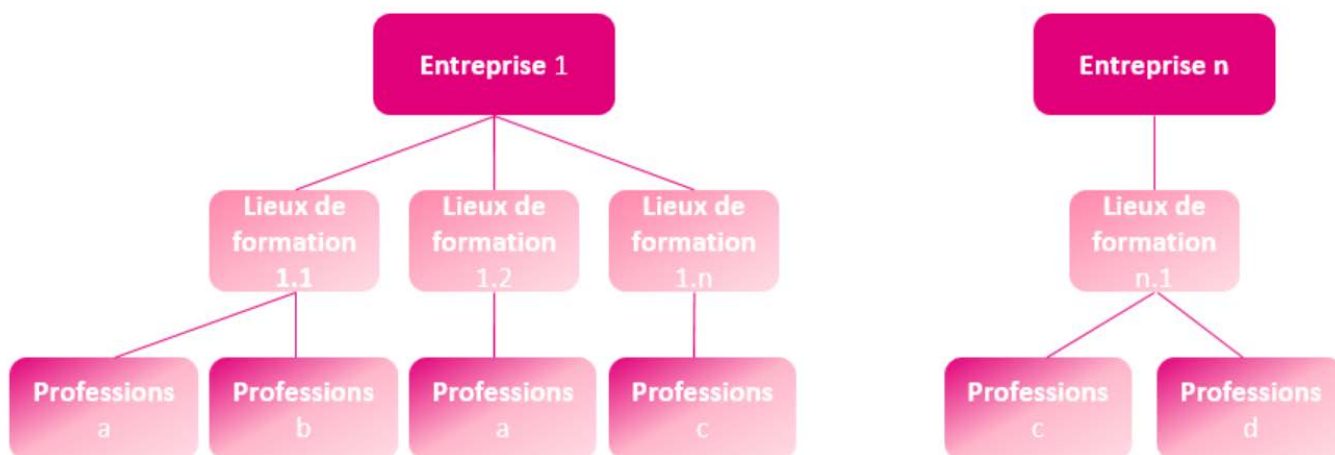 Entreprise 1
Entreprise n
Lieux de
formation
1.1
Lieux de
formation
1.2
Lieux de
formation
1.n
Lieux de
formation
n.1
Professions
a
Professions
b
Professions
a
Professions
c
Professions
c
Professions
d